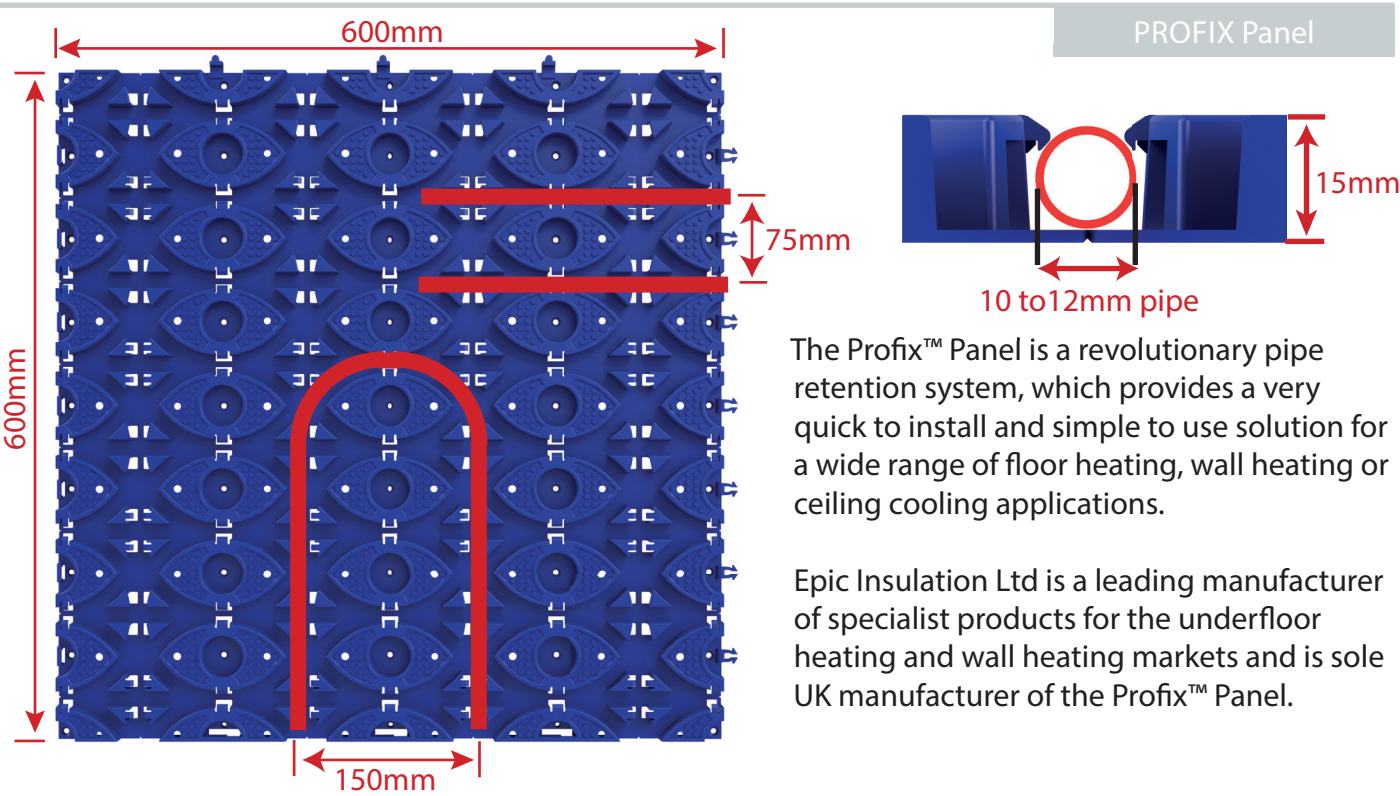 PROFIX Panel
600mm
600mm
75mm
150mm
15mm
10 to12mm pipe
The Profix™ Panel is a revolutionary pipe
retention system, which provides a very
quick to install and simple to use solution for
a wide range of floor heating, wall heating or
ceiling cooling applications.
Epic Insulation Ltd is a leading manufacturer
of specialist products for the underfloor
heating and wall heating markets and is sole
UK manufacturer of the Profix™ Panel.